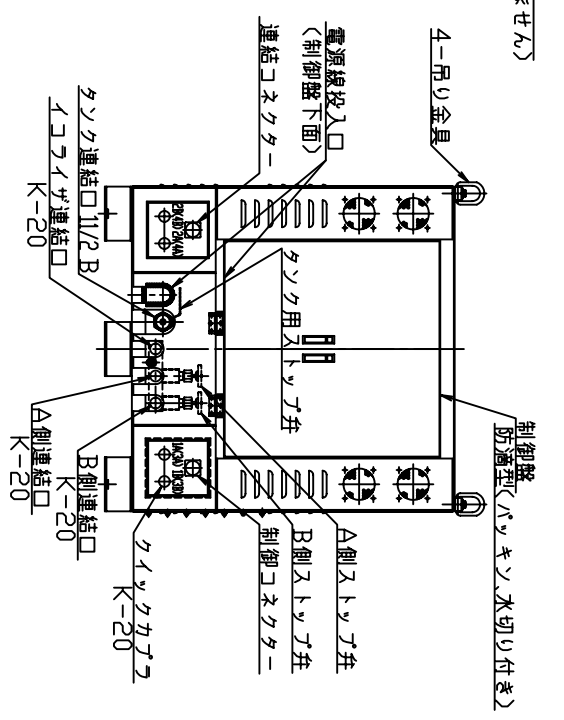 ません)
4-吊り金具
電源線投入口
(制御盤下面)
連結コネクター
タンク連結口 11/2 B
イコライザ連結口
K-20
タンク用ストップ弁
制御盤
防滴型(パッキン、水切り付き)
A側ストップ弁
B側ストップ弁
制御コネクター
クイックカプラ
K-20
B側連結口
K-20
A側連結口
K-20